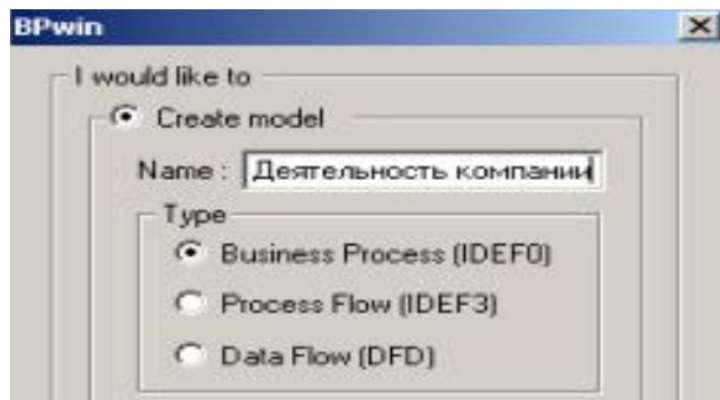 BPwin
I would like to
Create model
Name : Деятельность компании
Type
Business Process (IDEF0)
Process Flow (IDEF3)
Data Flow (DFD)